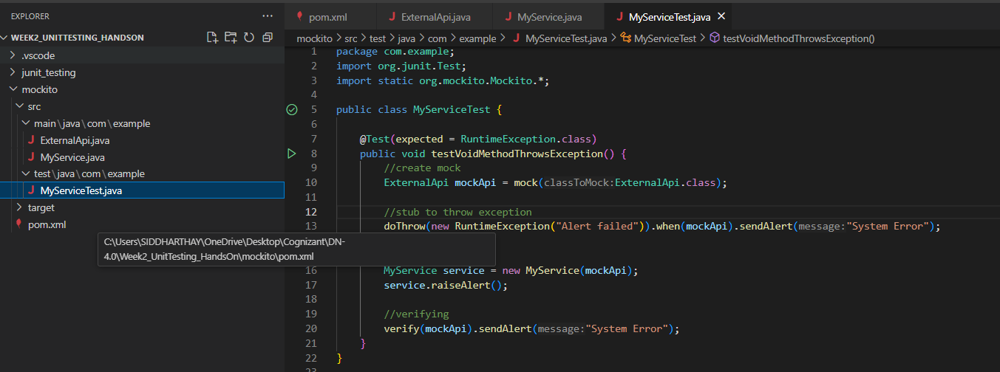 EXPLORER ...
WEEK2_UNITTESTING_HANDSON
.vscode
junit_testing
mockito
src
main\java\com\example
ExternalApi.java
MyService.java
test\java\com\example
MyServiceTest.java
target
pom.xml
C:\Users\SIDDHARTHAY\OneDrive\Desktop\Cognizant\DN-
4.0\Week2_UnitTesting_HandsOn\mockito\pom.xml
pom.xml ExternalApi.java MyService.java MyServiceTest.java
mockito > src > test > java > com > example > MyServiceTest.java > MyServiceTest > testVoidMethodThrowsException()
1 package com.example;
2 import org.junit.Test;
3 import static org.mockito.Mockito.*;
4
5 public class MyServiceTest {
6
7 @Test(expected = RuntimeException.class)
8 public void testVoidMethodThrowsException() {
9 //create mock
10 ExternalApi mockApi = mock(classToMock:ExternalApi.class);
11
12 //stub to throw exception
13 doThrow(new RuntimeException("Alert failed")).when(mockApi).sendAlert(message:"System Error");
16 MyService service = new MyService(mockApi);
17 service.raiseAlert();
18
19 //verifying
20 verify(mockApi).sendAlert(message:"System Error");
21 }
22 }
23